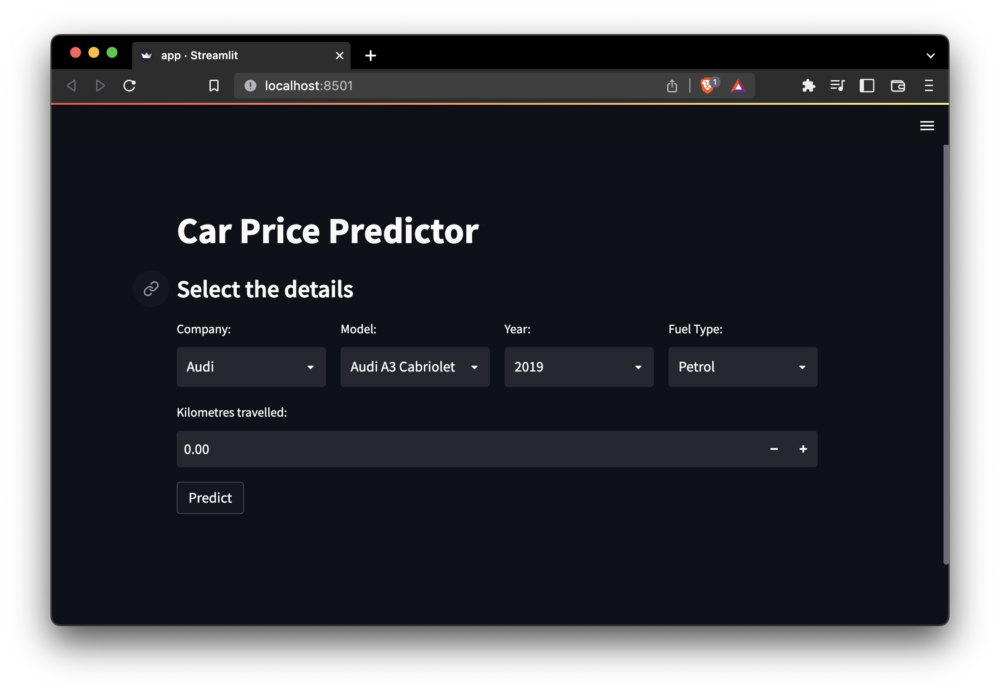 app · Streamlit
localhost:8501
1
Car Price Predictor
Select the details
Company: Model: Year: Fuel Type:
Audi Audi A3 Cabriolet 2019 Petrol
Kilometres travelled:
0.00
Predict